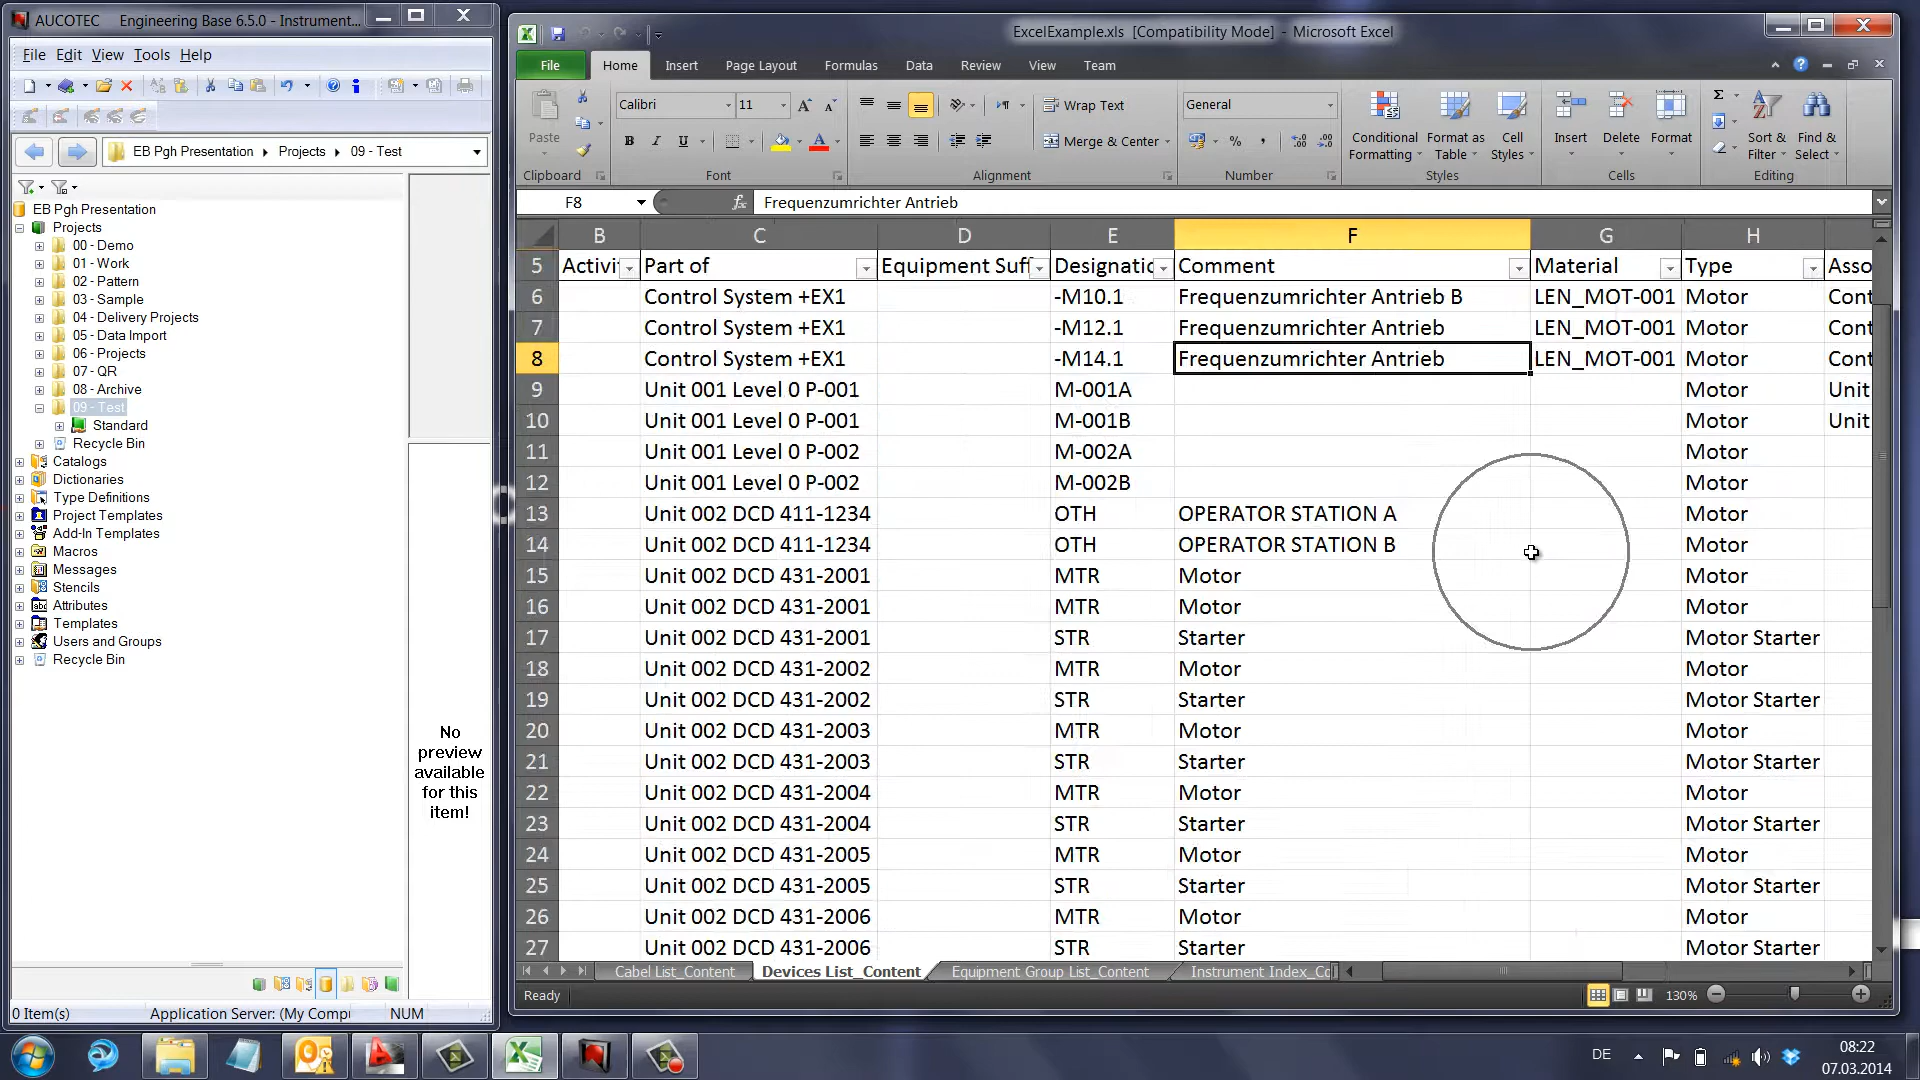 AUCOTEC Engineering Base 6.5.0 - Instrument...
File Edit View Tools Help
EB Pgh Presentation Projects 09 - Test
EB Pgh Presentation
Projects
00 - Demo
01 - Work
02 - Pattern
03 - Sample
04 - Delivery Projects
05 - Data Import
06 - Projects
07 - QR
08 - Archive
09 - Test
Standard
Recycle Bin
Catalogs
Dictionaries
Type Definitions
Project Templates
Add-In Templates
Macros
Messages
Stencils
Attributes
Templates
Users and Groups
Recycle Bin
No
preview
available
for this
item!
0 Item(s) Application Server: (My Compu NUM
ExcelExample.xls [Compatibility Mode] - Microsoft Excel
File Home Insert Page Layout Formulas Data Review View Team
Paste
Clipboard
Calibri 11
B I U
Font
Wrap Text
Merge & Center
Alignment
General
%
Number
Conditional
Formatting
Format as
Table
Cell
Styles
Styles
Insert Delete Format
Cells
Sort &
Filter
Find &
Select
Editing
F8 fx Frequenzumrichter Antrieb
B C D E F G H
5 Activi Part of Equipment Suff Designatio Comment Material Type Asso
6 Control System +EX1 -M10.1 Frequenzumrichter Antrieb B LEN_MOT-001 Motor Cont
7 Control System +EX1 -M12.1 Frequenzumrichter Antrieb LEN_MOT-001 Motor Cont
8 Control System +EX1 -M14.1 Frequenzumrichter Antrieb LEN_MOT-001 Motor Cont
9 Unit 001 Level 0 P-001 M-001A Motor Unit
10 Unit 001 Level 0 P-001 M-001B Motor Unit
11 Unit 001 Level 0 P-002 M-002A Motor
12 Unit 001 Level 0 P-002 M-002B Motor
13 Unit 002 DCD 411-1234 OTH OPERATOR STATION A Motor
14 Unit 002 DCD 411-1234 OTH OPERATOR STATION B Motor
15 Unit 002 DCD 431-2001 MTR Motor Motor
16 Unit 002 DCD 431-2001 MTR Motor Motor
17 Unit 002 DCD 431-2001 STR Starter Motor Starter
18 Unit 002 DCD 431-2002 MTR Motor Motor
19 Unit 002 DCD 431-2002 STR Starter Motor Starter
20 Unit 002 DCD 431-2003 MTR Motor Motor
21 Unit 002 DCD 431-2003 STR Starter Motor Starter
22 Unit 002 DCD 431-2004 MTR Motor Motor
23 Unit 002 DCD 431-2004 STR Starter Motor Starter
24 Unit 002 DCD 431-2005 MTR Motor Motor
25 Unit 002 DCD 431-2005 STR Starter Motor Starter
26 Unit 002 DCD 431-2006 MTR Motor Motor
27 Unit 002 DCD 431-2006 STR Starter Motor Starter
Cabel List_Content Devices List_Content Equipment Group List_Content Instrument Index_Co
Ready 130%
DE 08:22
07.03.2014